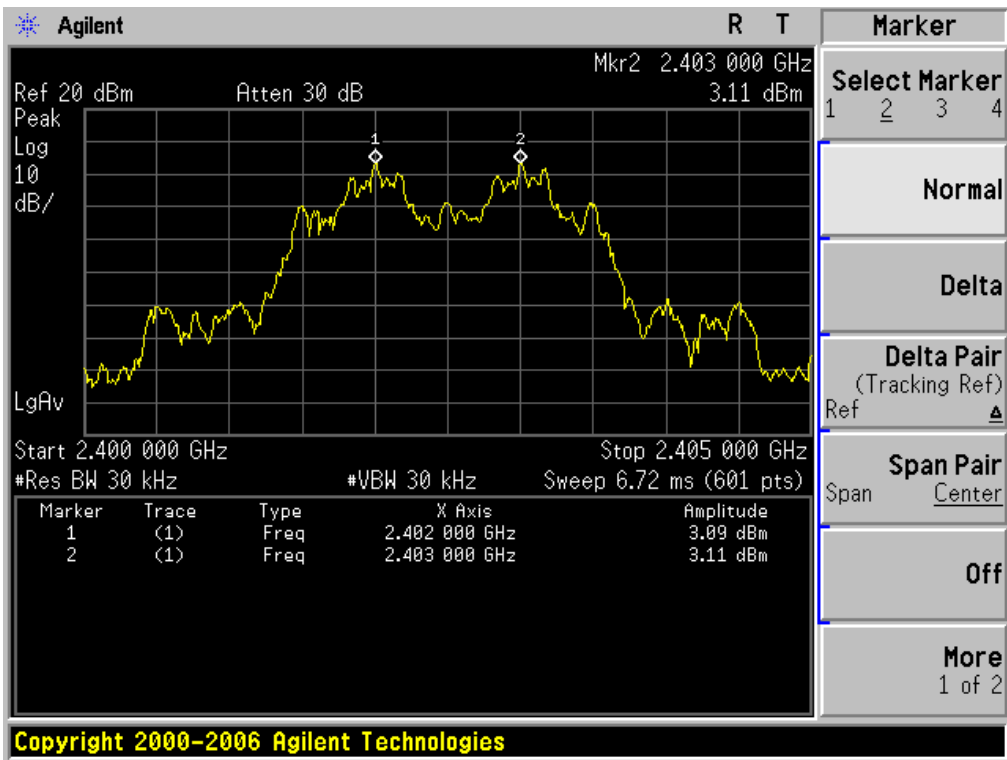 Agilent R T
Mkr2 2.403 000 GHz
Ref 20 dBm Atten 30 dB 3.11 dBm
Peak
Log
10
dB/
1 2
LgAv
Start 2.400 000 GHz Stop 2.405 000 GHz
#Res BW 30 kHz #VBW 30 kHz Sweep 6.72 ms (601 pts)
Marker Trace Type X Axis Amplitude
1 (1) Freq 2.402 000 GHz 3.09 dBm
2 (1) Freq 2.403 000 GHz 3.11 dBm
Marker
Select Marker
1 2 3 4
Normal
Delta
Delta Pair
(Tracking Ref)
Ref Δ
Span Pair
Span Center
Off
More
1 of 2
Copyright 2000-2006 Agilent Technologies